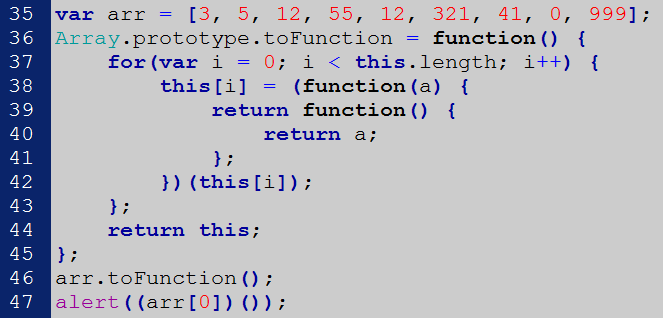 35 var arr = [3, 5, 12, 55, 12, 321, 41, 0, 999];
36 Array.prototype.toFunction = function() {
37     for(var i = 0; i < this.length; i++) {
38         this[i] = (function(a) {
39             return function() {
40                 return a;
41             };
42         })(this[i]);
43     };
44     return this;
45 };
46 arr.toFunction();
47 alert((arr[0])());